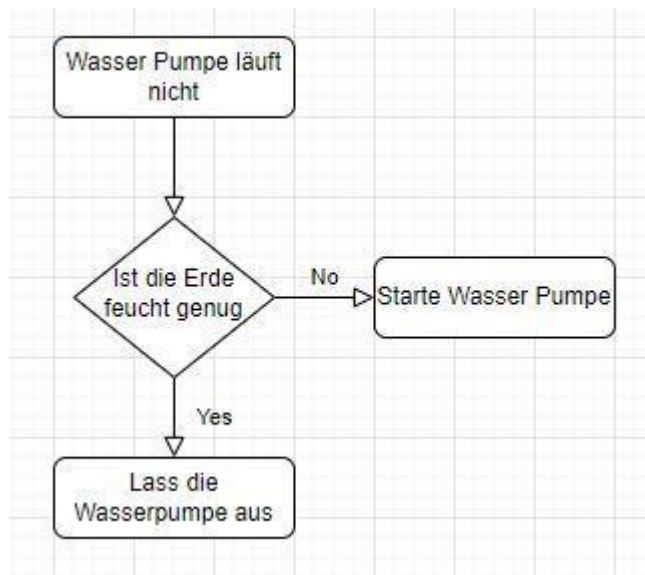 Wasser Pumpe läuft
nicht
Ist die Erde
feucht genug
No
Starte Wasser Pumpe
Yes
Lass die
Wasserpumpe aus